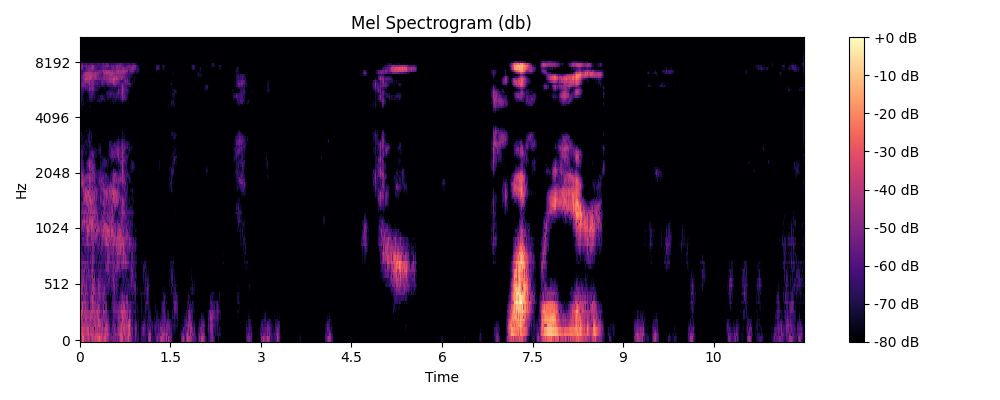 Mel Spectrogram (db)
8192
4096
2048
1024
512
0
Hz
0 1.5 3 4.5 6 7.5 9 10
Time
+0 dB
-10 dB
-20 dB
-30 dB
-40 dB
-50 dB
-60 dB
-70 dB
-80 dB